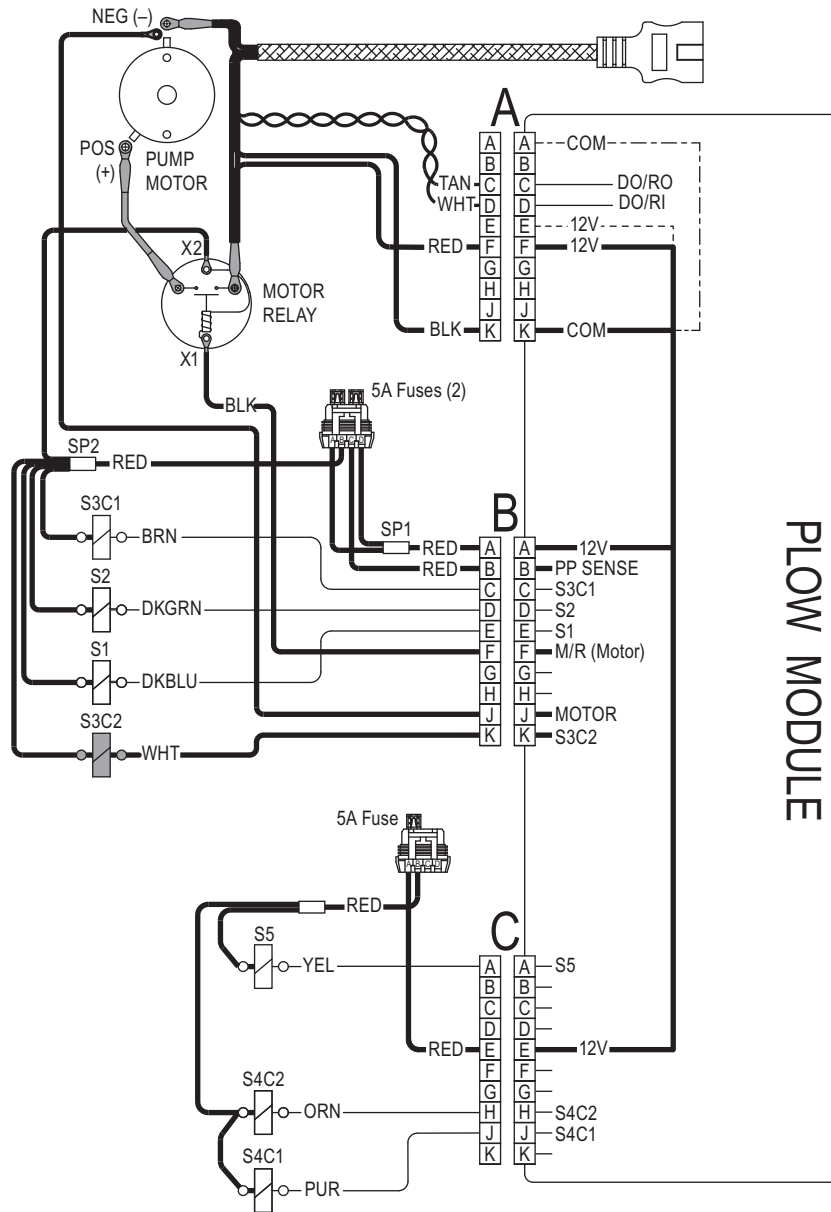 NEG (–)
POS
(+)
PUMP
MOTOR
X2
MOTOR
RELAY
X1
BLK
5A Fuses (2)
A B C D
SP2
RED
S3C1
BRN
S2
DKGRN
S1
DKBLU
S3C2
WHT
SP1
RED
RED
A
TAN
WHT
RED
BLK
A A COM
B B
C C DO/RO
D D DO/RI
E E 12V
F F 12V
G G
H H
J J
K K COM
B
A A 12V
B B PP SENSE
C C S3C1
D D S2
E E S1
F F M/R (Motor)
G G
H H
J J MOTOR
K K S3C2
PLOW MODULE
5A Fuse
A B C D
RED
S5
YEL
RED
S4C2
ORN
S4C1
PUR
C
A A S5
B B
C C
D D
E E 12V
F F
G G
H H S4C2
J J S4C1
K K